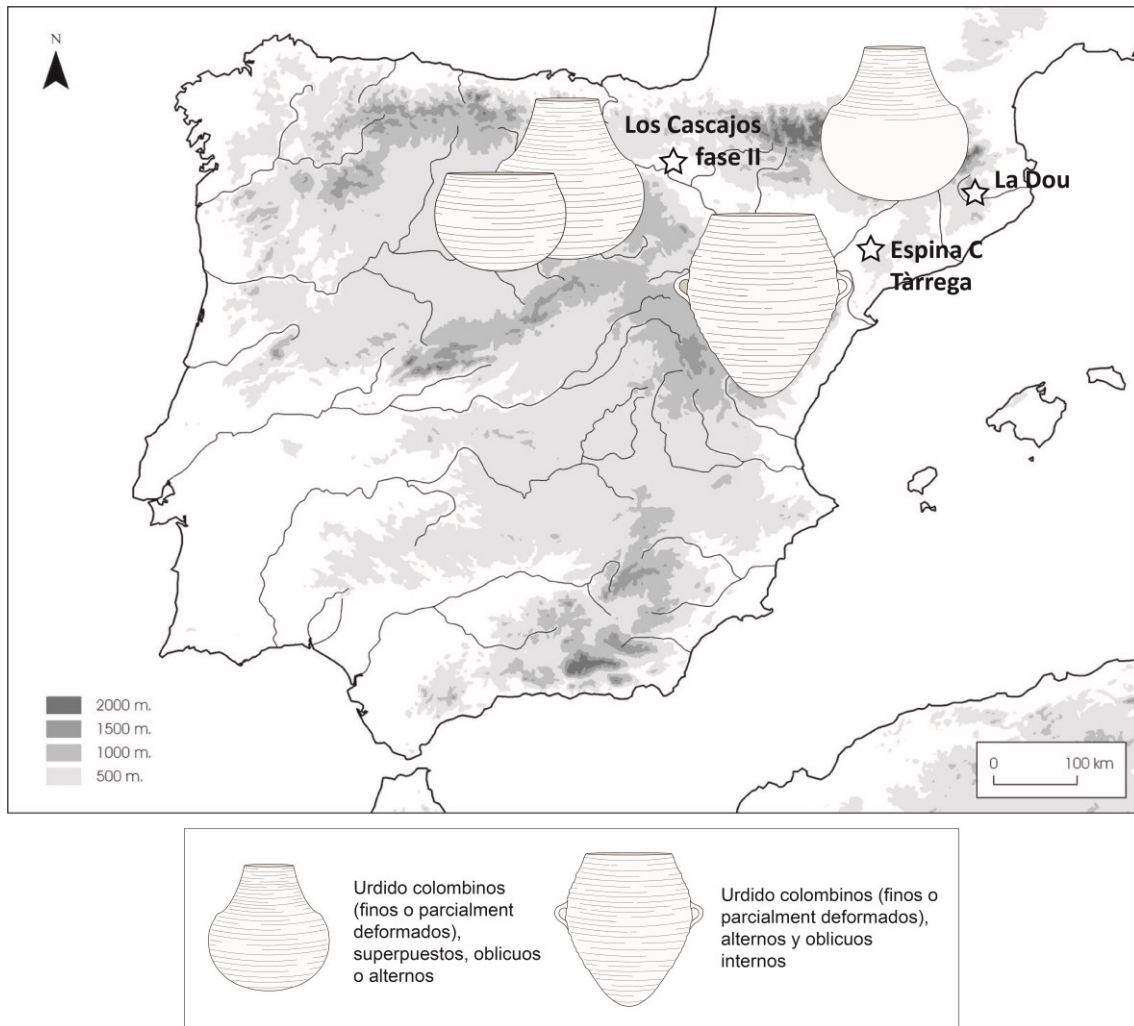 N
Los Cascajos
fase II
La Dou
Espina C
Tàrrega
2000 m.
1500 m.
1000 m.
500 m.
0 100 km
Urdido colombinos
(finos o parcialment
deformados),
superpuestos, oblicuos
o alternos
Urdido colombinos (finos o
parcialment deformados),
alternos y oblicuos
internos